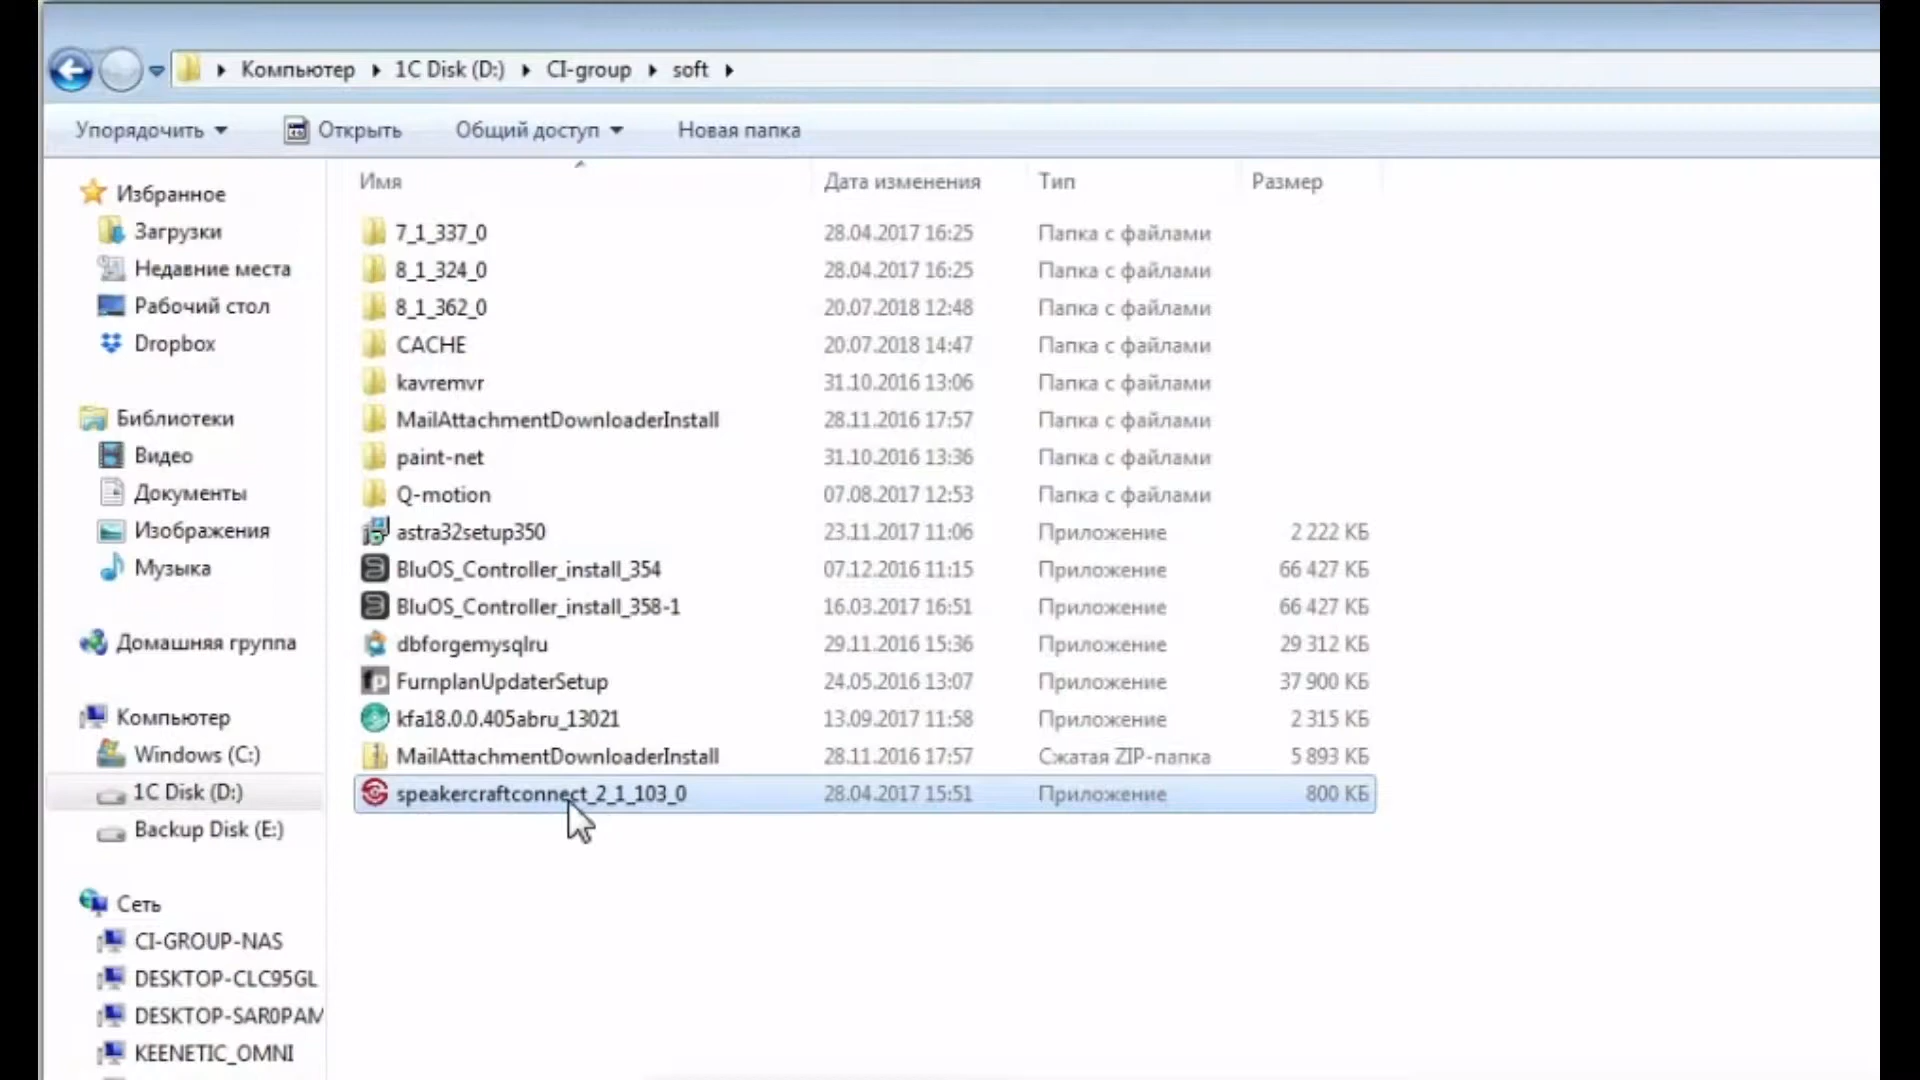 Компьютер 1C Disk (D:) CI-group soft
Упорядочить Открыть Общий доступ Новая папка
Имя Дата изменения Тип Размер
Избранное
Загрузки
Недавние места
Рабочий стол
Dropbox
Библиотеки
Видео
Документы
Изображения
Музыка
Домашняя группа
Компьютер
Windows (C:)
1C Disk (D:)
Backup Disk (E:)
Сеть
CI-GROUP-NAS
DESKTOP-CLC95GL
DESKTOP-SAR0PAM
KEENETIC_OMNI
7_1_337_0 28.04.2017 16:25 Папка с файлами
8_1_324_0 28.04.2017 16:25 Папка с файлами
8_1_362_0 20.07.2018 12:48 Папка с файлами
CACHE 20.07.2018 14:47 Папка с файлами
kavremvr 31.10.2016 13:06 Папка с файлами
MailAttachmentDownloaderInstall 28.11.2016 17:57 Папка с файлами
paint-net 31.10.2016 13:36 Папка с файлами
Q-motion 07.08.2017 12:53 Папка с файлами
astra32setup350 23.11.2017 11:06 Приложение 2 222 КБ
BluOS_Controller_install_354 07.12.2016 11:15 Приложение 66 427 КБ
BluOS_Controller_install_358-1 16.03.2017 16:51 Приложение 66 427 КБ
dbforgemysqlru 29.11.2016 15:36 Приложение 29 312 КБ
FurnplanUpdaterSetup 24.05.2016 13:07 Приложение 37 900 КБ
kfa18.0.0.405abru_13021 13.09.2017 11:58 Приложение 2 315 КБ
MailAttachmentDownloaderInstall 28.11.2016 17:57 Сжатая ZIP-папка 5 893 КБ
speakercraftconnect_2_1_103_0 28.04.2017 15:51 Приложение 800 КБ